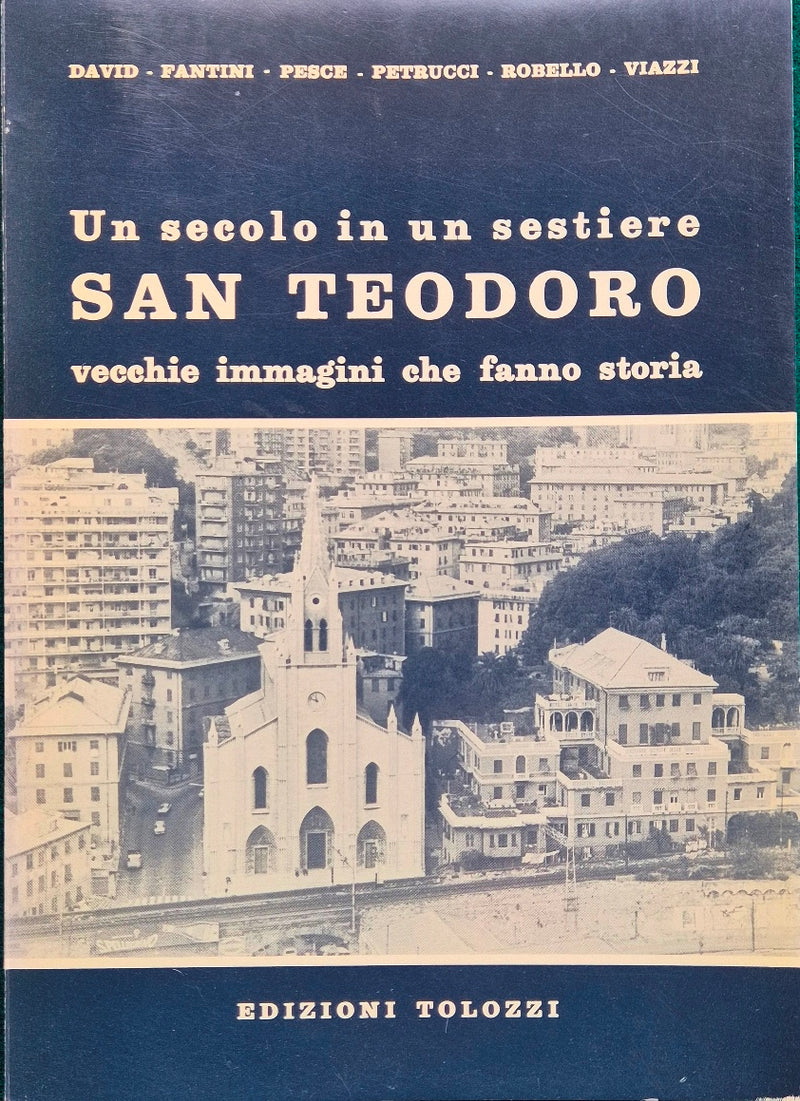 DAVID - FANTINI - PESCE - PETRUCCI - ROBELLO - VIAZZI
Un secolo in un sestiere
SAN TEODORO
vecchie immagini che fanno storia
EDIZIONI TOLOZZI